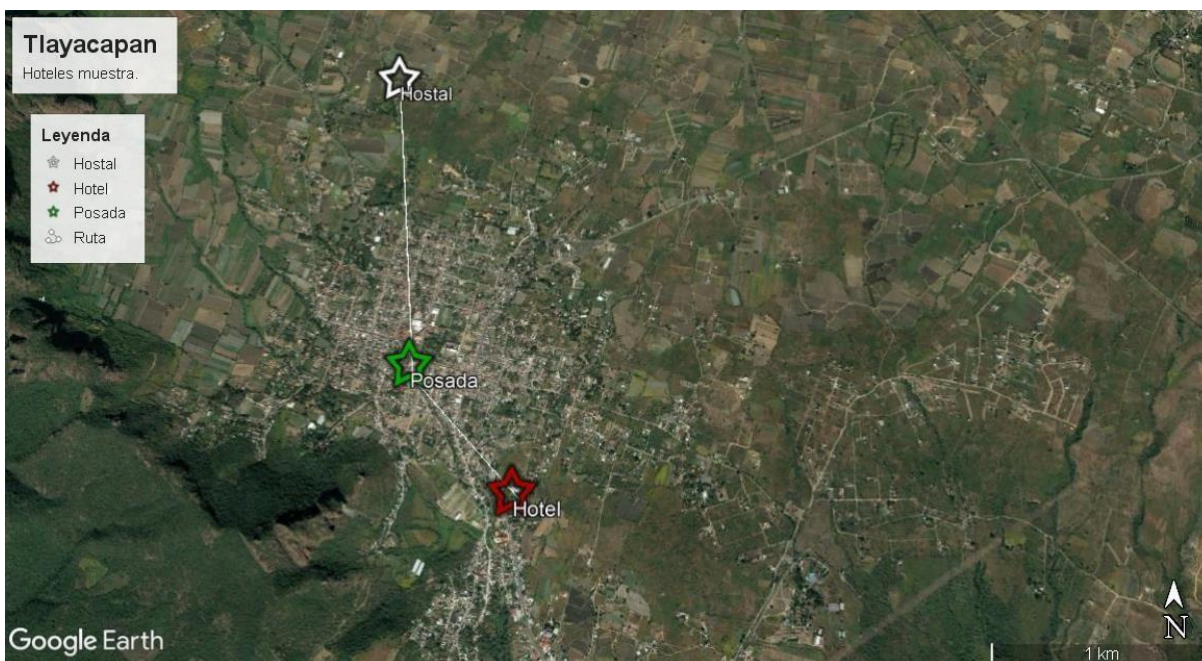 Tlayacapan
Hoteles muestra.
Leyenda
Hostal
Hotel
Posada
Ruta
Hostal
Posada
Hotel
Google Earth
N
1 km